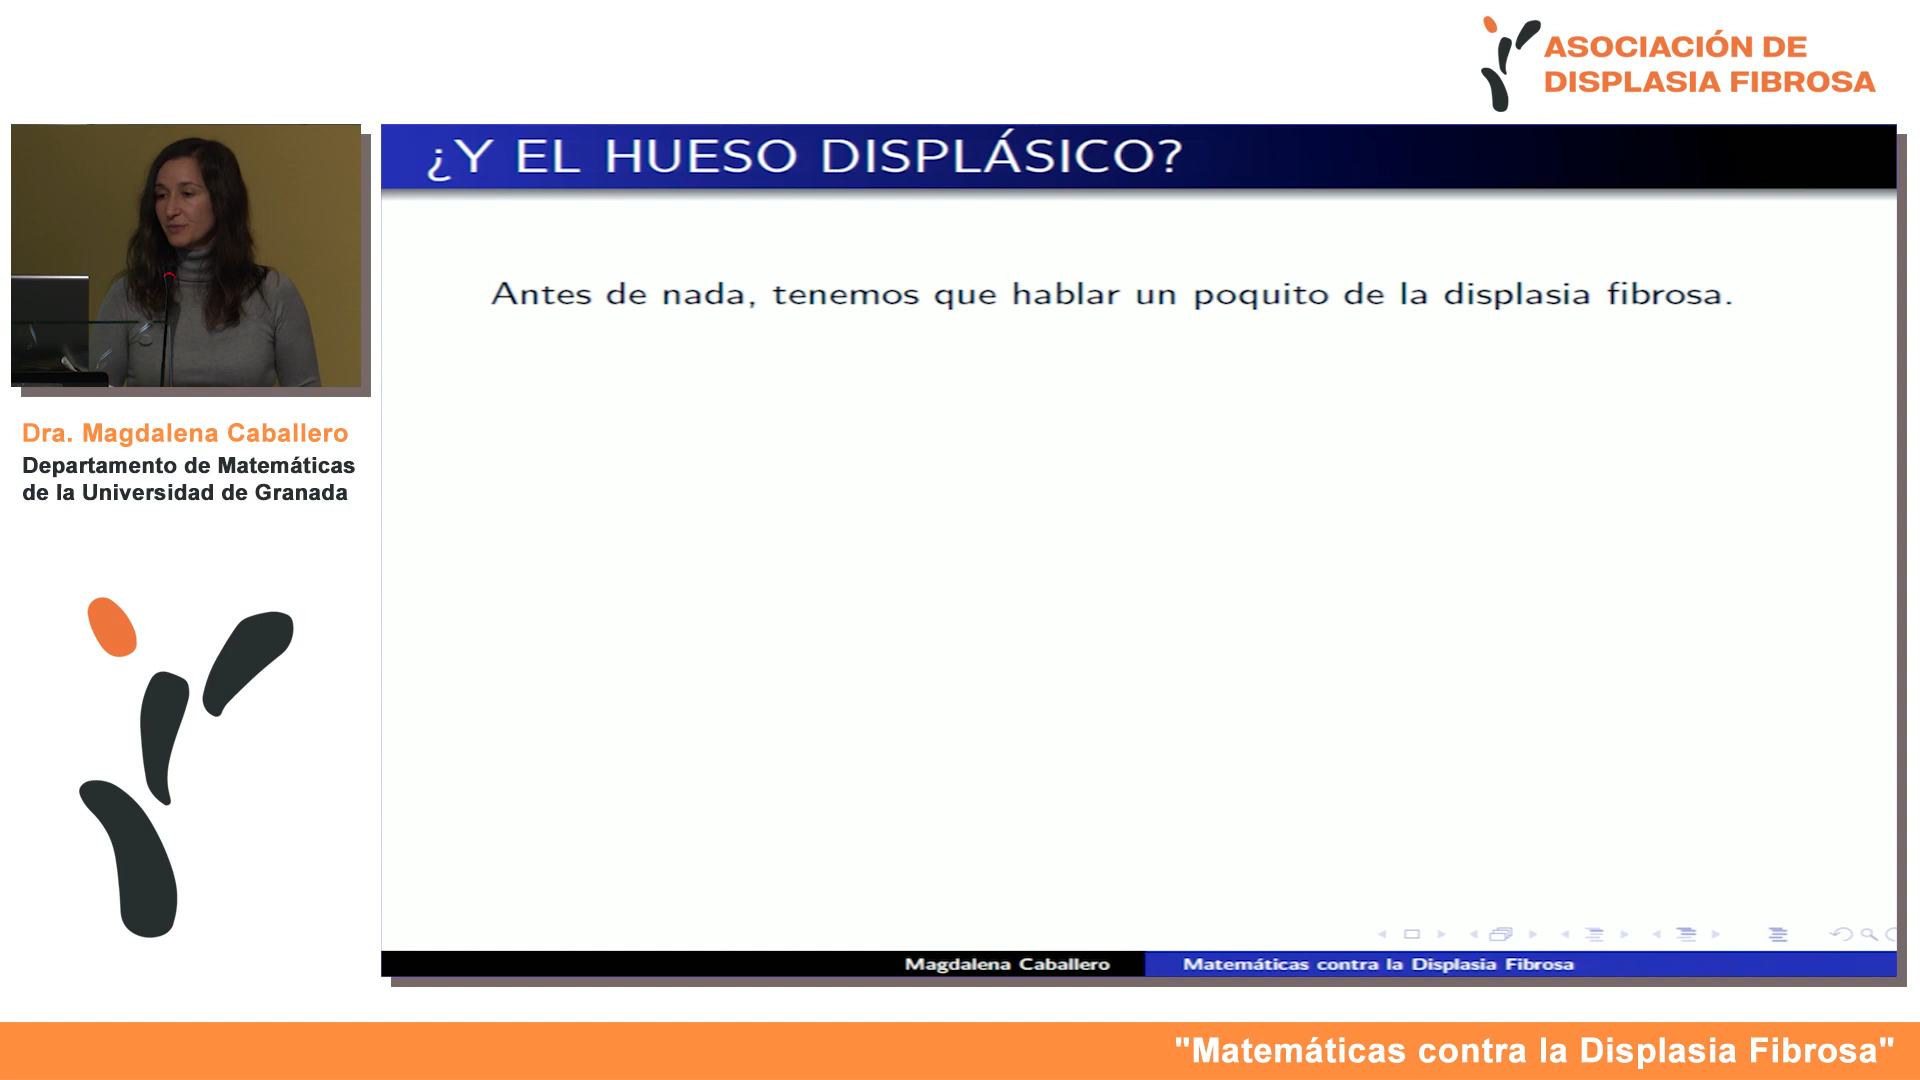 ASOCIACIÓN DE
DISPLASIA FIBROSA
¿Y EL HUESO DISPLÁSICO?
Antes de nada, tenemos que hablar un poquito de la displasia fibrosa.
Dra. Magdalena Caballero
Departamento de Matemáticas
de la Universidad de Granada
Magdalena Caballero
Matemáticas contra la Displasia Fibrosa
"Matemáticas contra la Displasia Fibrosa"